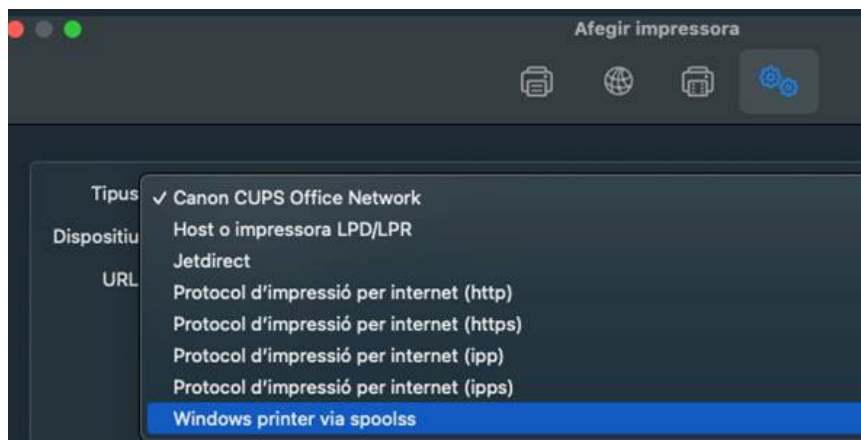 Afegir impressora
Tipus
✓ Canon CUPS Office Network
Host o impressora LPD/LPR
Dispositiu
Jetdirect
URL
Protocol d’impressió per internet (http)
Protocol d’impressió per internet (https)
Protocol d’impressió per internet (ipp)
Protocol d’impressió per internet (ipps)
Windows printer via spoolss